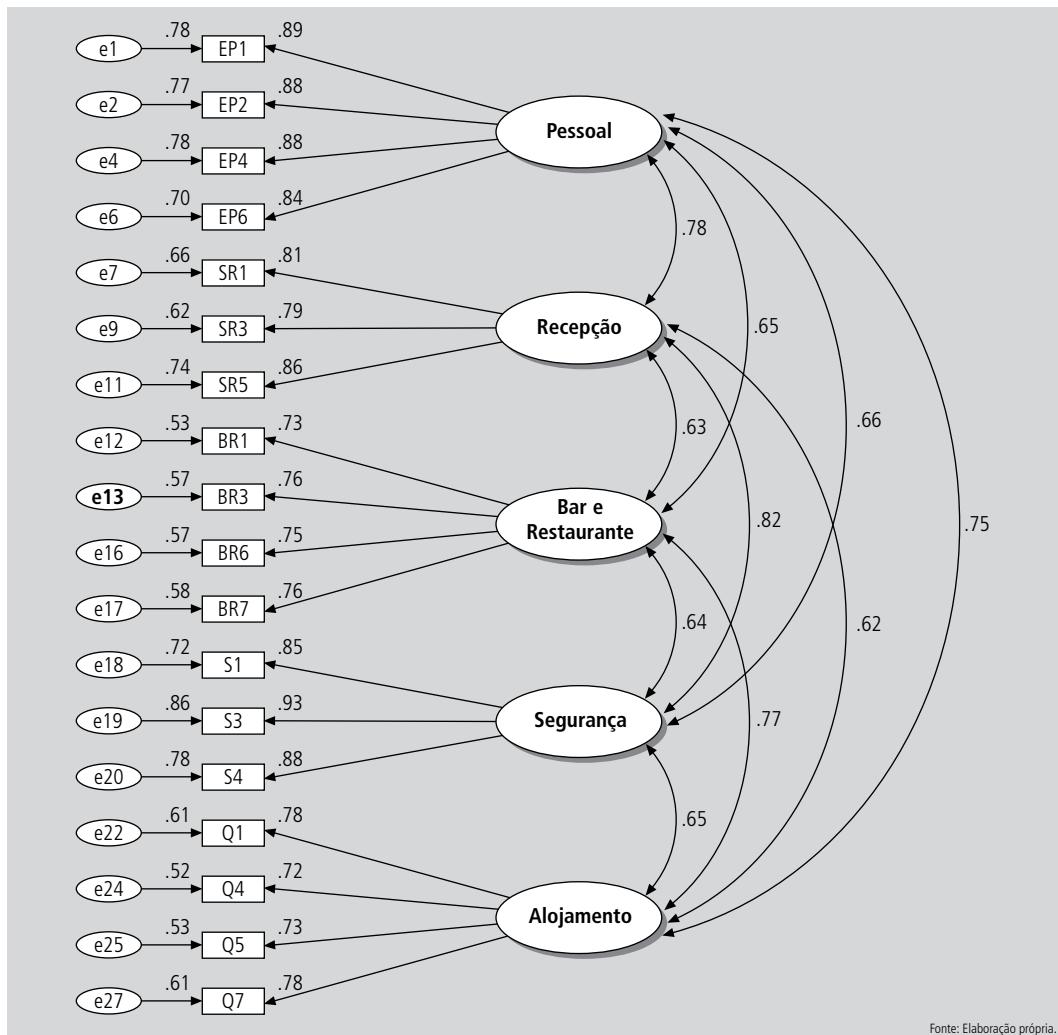 e1 .78 EP1 .89
e2 .77 EP2 .88
Pessoal
e4 .78 EP4 .88
e6 .70 EP6 .84
.78
e7 .66 SR1 .81
e9 .62 SR3 .79
Recepção
.65
e11 .74 SR5 .86
.66
.63
e12 .53 BR1 .73
e13 .57 BR3 .76
Bar e
Restaurante
.82
.75
e16 .57 BR6 .75
e17 .58 BR7 .76
.64
.62
e18 .72 S1 .85
e19 .86 S3 .93
Segurança
.77
e20 .78 S4 .88
.65
e22 .61 Q1 .78
e24 .52 Q4 .72
Alojamento
e25 .53 Q5 .73
e27 .61 Q7 .78
Fonte: Elaboração própria.